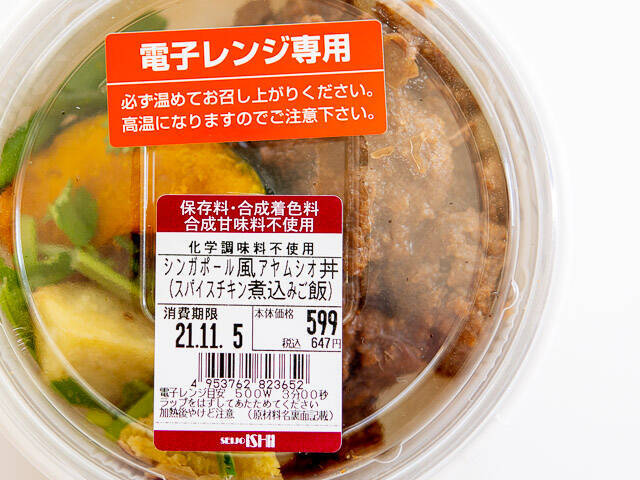 電子レンジ専用
必ず温めてお召し上がりください。
高温になりますのでご注意下さい。
保存料・合成着色料
合成甘味料不使用
化学調味料不使用
シンガポール風アヤムシオ丼
(スパイスチキン煮込みご飯)
消費期限
21.11. 5
本体価格
599
税込 647円
4 953762 823652
電子レンジ目安 500W 3分00秒
ラップをはずしてあたためてください
加熱後やけど注意 (原材料名裏面記載)
SEIJO ISHII